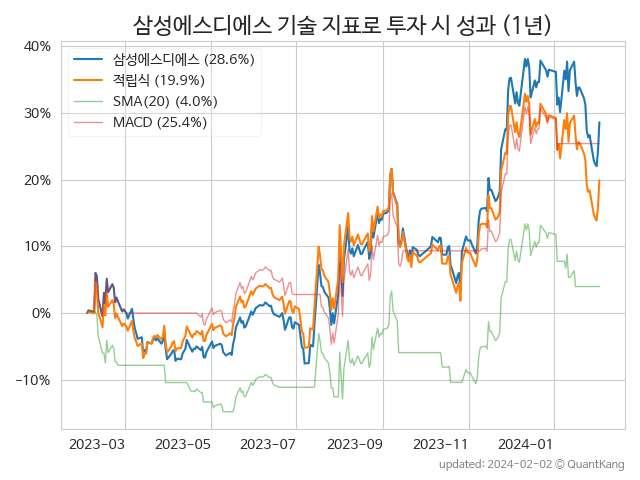 삼성에스디에스 기술 지표로 투자 시 성과 (1년)
삼성에스디에스 (28.6%)
적립식 (19.9%)
SMA(20) (4.0%)
MACD (25.4%)
40%
30%
20%
10%
0%
−10%
2023-03
2023-05
2023-07
2023-09
2023-11
2024-01
updated: 2024-02-02 © QuantKang